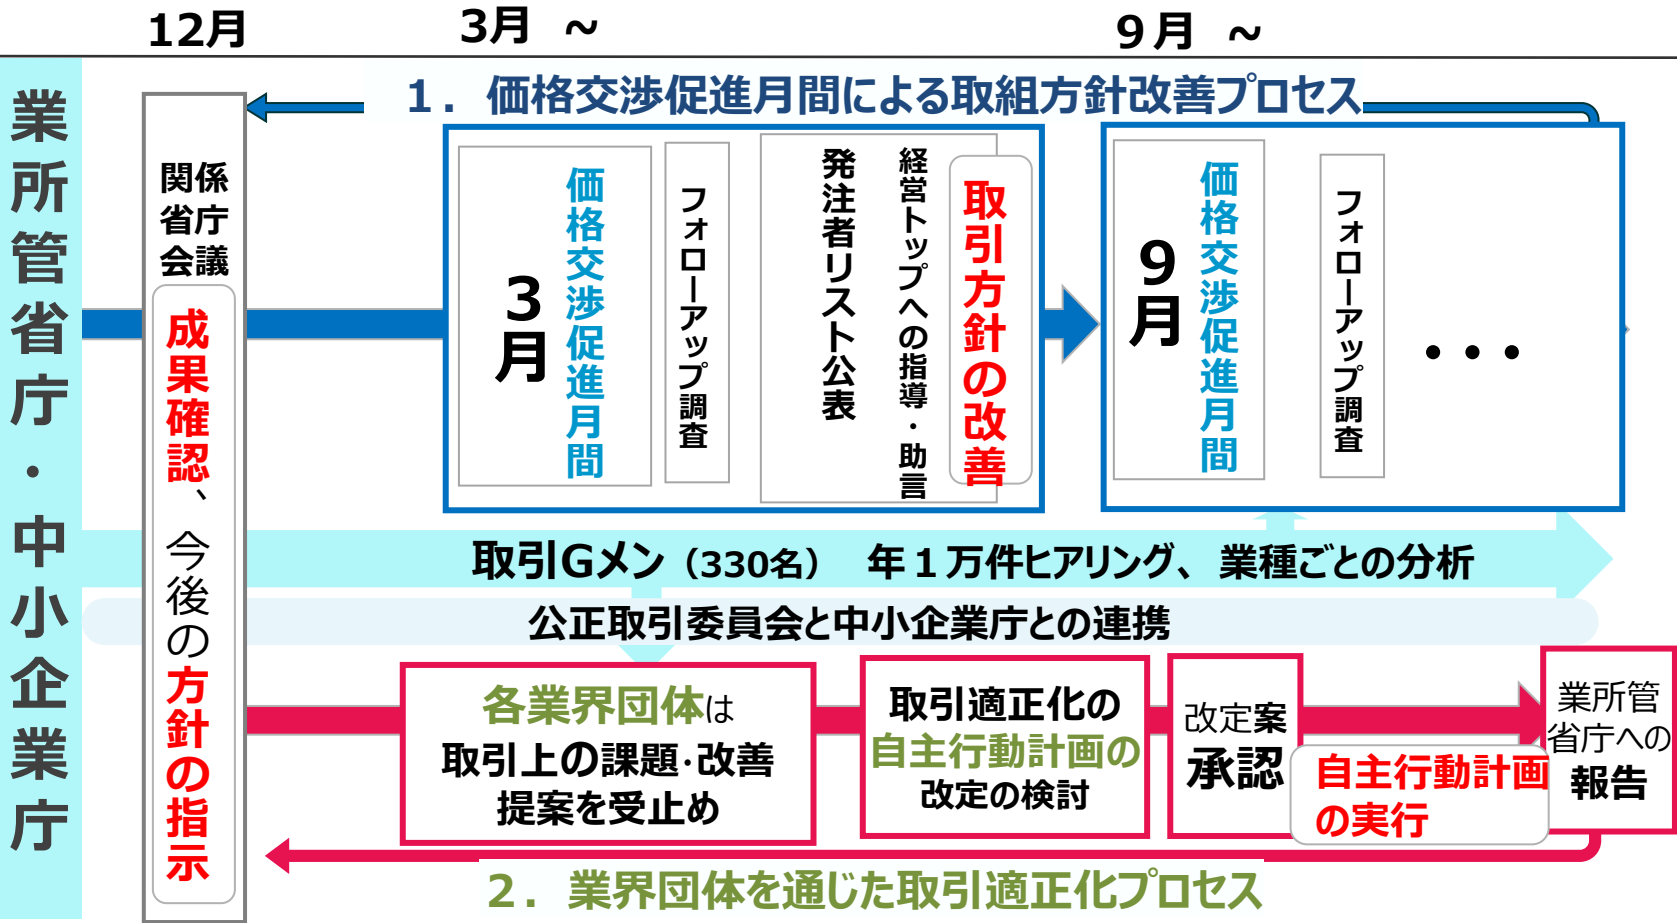 12月
3月 ~
9月 ~
業所管省庁・中小企業庁
1. 価格交渉促進月間による取組方針改善プロセス
関係
省庁
会議
成果確認、今後の方針の指示
3月
価格交渉促進月間
フォローアップ調査
発注者リスト公表
経営トップへの指導・助言
取引方針の改善
9月
価格交渉促進月間
フォローアップ調査
・・・
取引Gメン（330名） 年１万件ヒアリング、業種ごとの分析
公正取引委員会と中小企業庁との連携
各業界団体は
取引上の課題・改善
提案を受止め
取引適正化の
自主行動計画の
改定の検討
改定案
承認
自主行動計画
の実行
業所管
省庁への
報告
2. 業界団体を通じた取引適正化プロセス